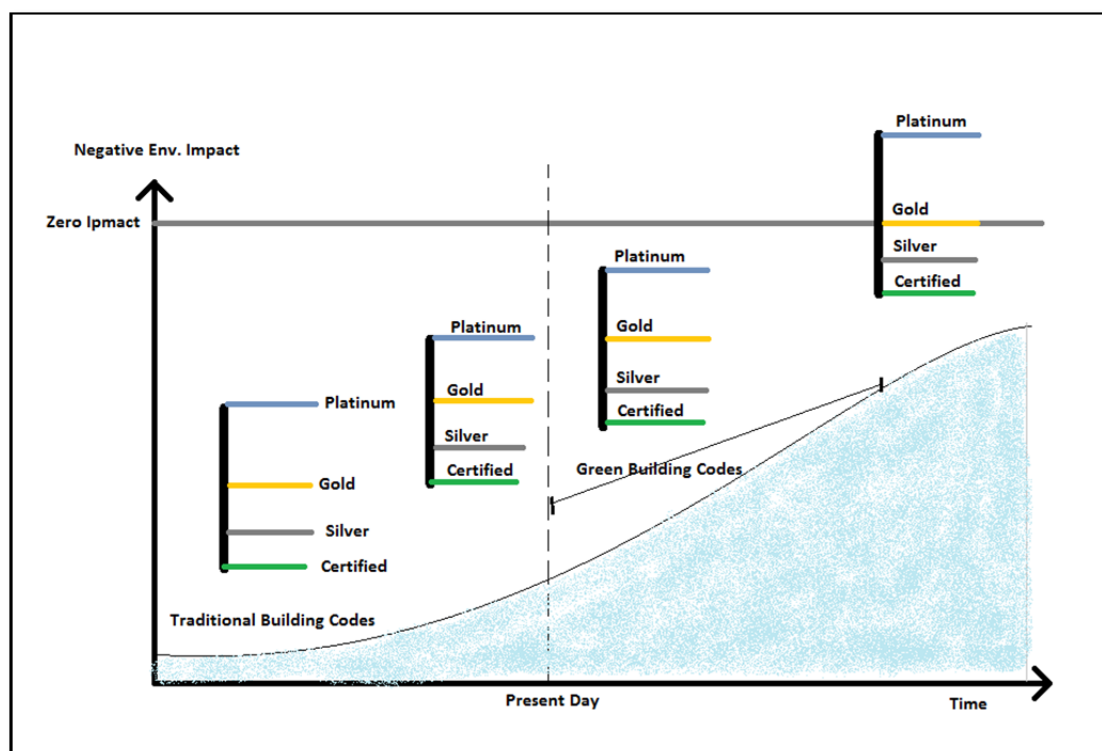 Platinum
Negative Env. Impact
Gold
Zero Ipmact
Silver
Platinum
Certified
Platinum
Gold
Gold
Silver
Platinum
Silver
Certified
Certified
Green Building Codes
Gold
Silver
Certified
Traditional Building Codes
Present Day
Time